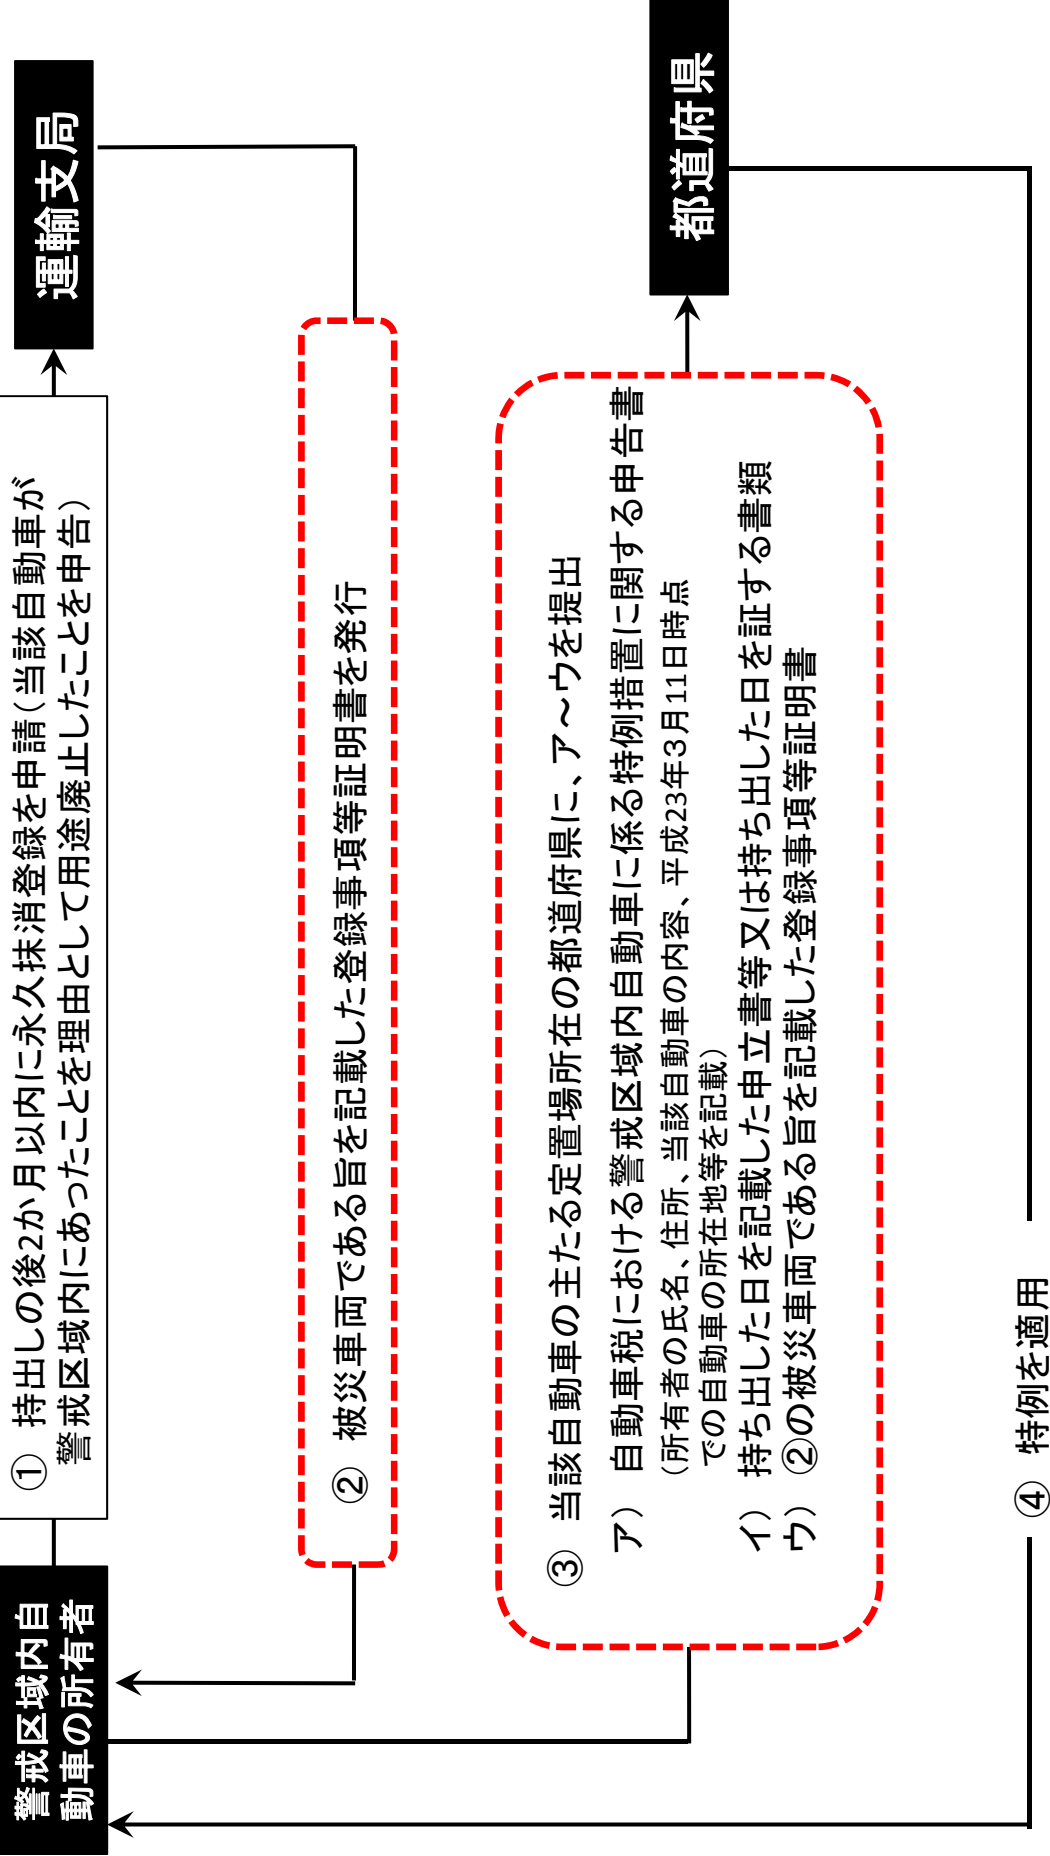 警戒区域内自
動車の所有者
① 持出しの後2か月以内に永久抹消登録を申請（当該自動車が
警戒区域内にあったことを理由として用途廃止したことを申告）
運輸支局
② 被災車両である旨を記載した登録事項等証明書を発行
③ 当該自動車の主たる定置場所在の都道府県に、ア～ウを提出
ア） 自動車税における警戒区域内自動車に係る特例措置に関する申告書
（所有者の氏名、住所、当該自動車の内容、平成23年3月11日時点
での自動車の所在地等を記載）
イ） 持ち出した日を記載した申立書等又は持ち出した日を証する書類
ウ） ②の被災車両である旨を記載した登録事項等証明書
都道府県
④ 特例を適用